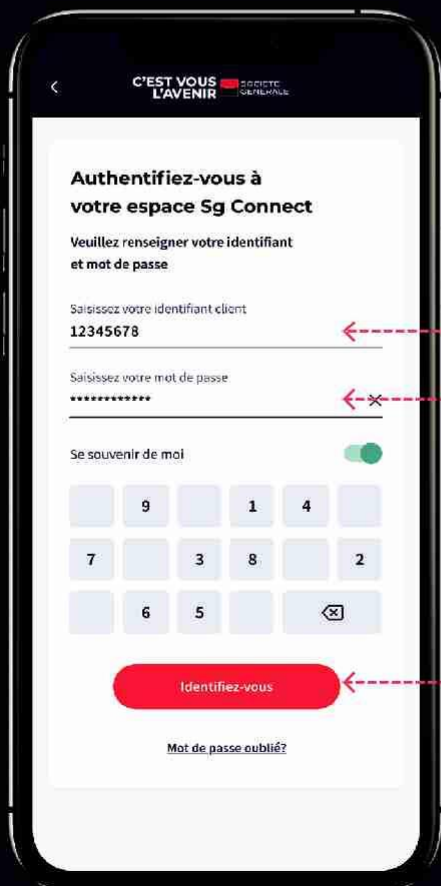 C'EST VOUS
L'AVENIR
SOCIETE
GENERALE
Authentifiez-vous à
votre espace Sg Connect
Veuillez renseigner votre identifiant
et mot de passe
Saisissez votre identifiant client
12345678
Saisissez votre mot de passe
************
Se souvenir de moi
9 1 4
7 3 8 2
6 5
Identifiez-vous
Mot de passe oublié?